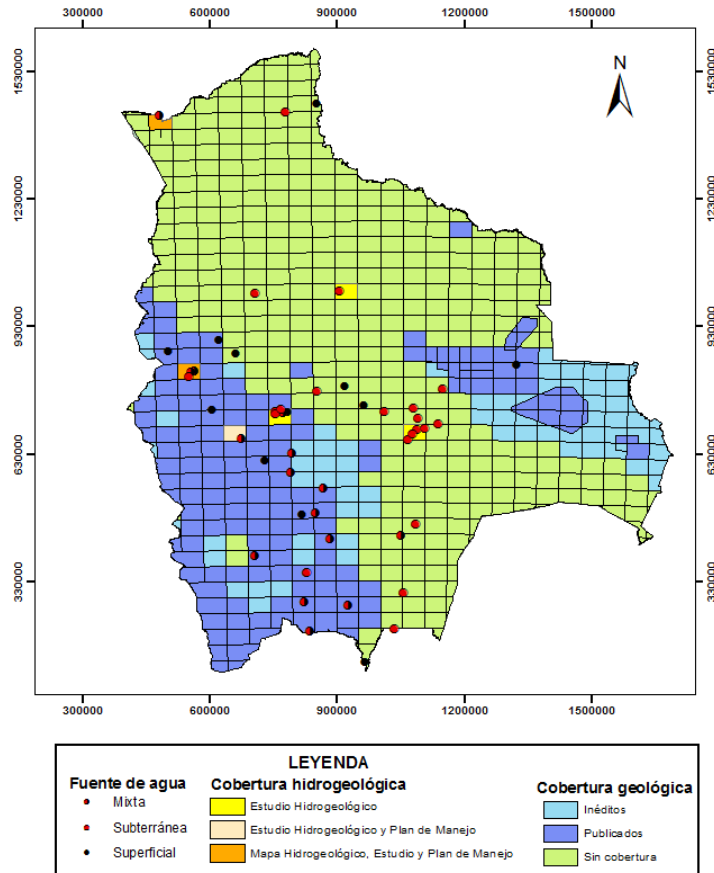 300000 600000 900000 1200000 1500000
N
1530000 1530000
1230000 1230000
930000 930000
630000 630000
330000 330000
300000 600000 900000 1200000 1500000
LEYENDA
Fuente de agua
Mixta
Subterránea
Superficial
Cobertura hidrogeológica
Estudio Hidrogeológico
Estudio Hidrogeológico y Plan de Manejo
Mapa Hidrogeológico, Estudio y Plan de Manejo
Cobertura geológica
Inéditos
Publicados
Sin cobertura